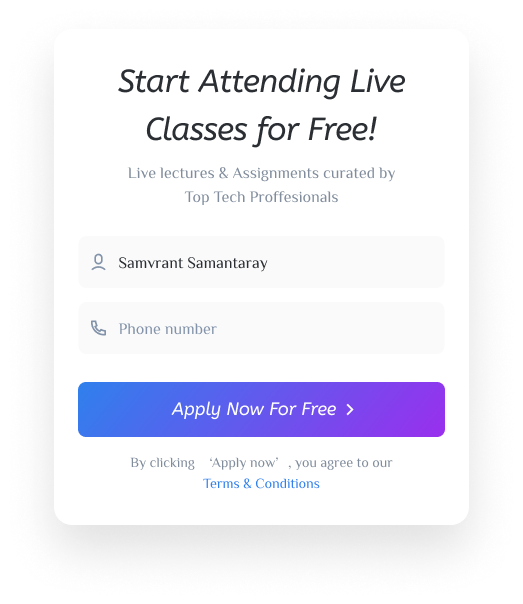 Start Attending Live
Classes for Free!
Live lectures & Assignments curated by
Top Tech Proffesionals
Samvrant Samantaray
Phone number
Apply Now For Free
By clicking ‘Apply now’ , you agree to our
Terms & Conditions